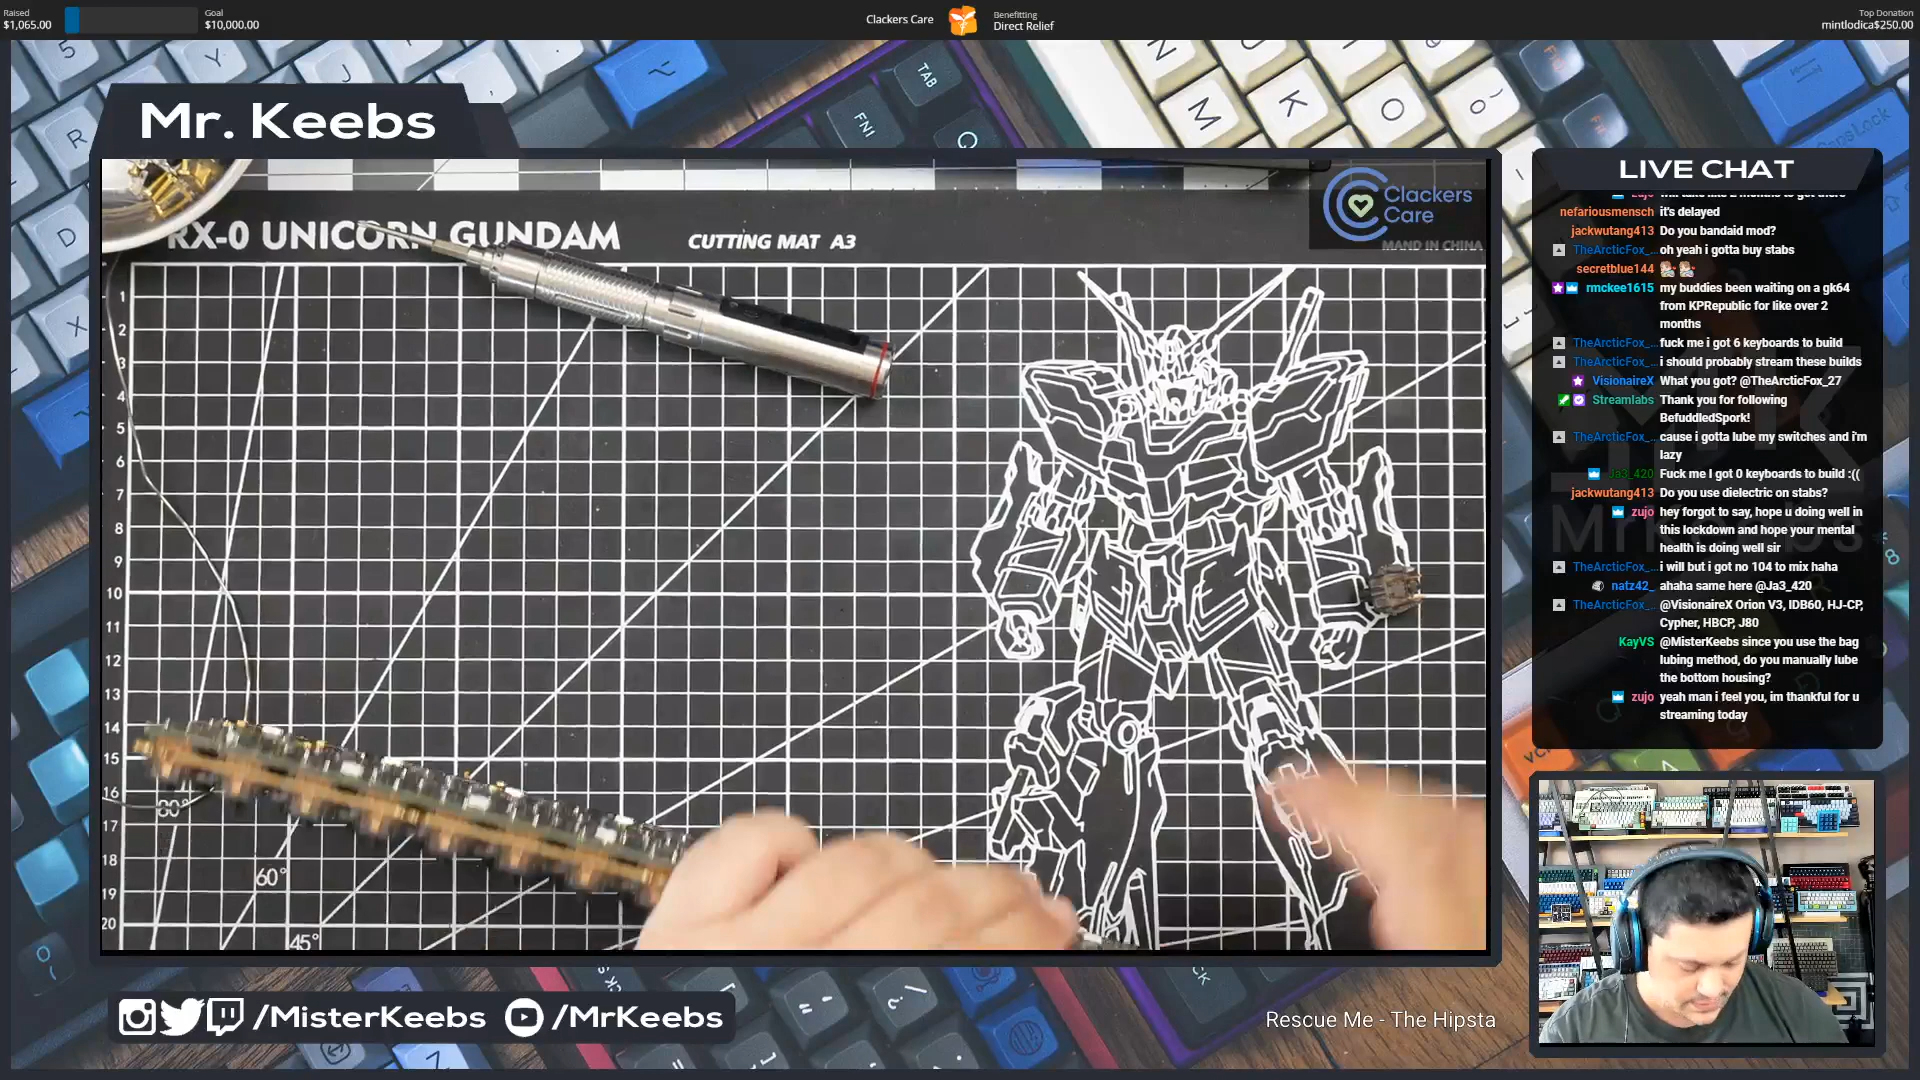 Raised
$1,065.00
Goal
$10,000.00
Clackers Care
Benefitting
Direct Relief
Top Donation
mintlodica$250.00
Mr. Keebs
LIVE CHAT
Clackers
Care
MAND IN CHINA
RX-0 UNICORN GUNDAM
CUTTING MAT A3
1
2
3
4
5
6
7
8
9
10
11
12
13
14
15
16
17
18
19
20
80°
60°
45°
nefariousmensch it's delayed
jackwutang413 Do you bandaid mod?
TheArcticFox_... oh yeah i gotta buy stabs
secretblue144
rmckee1615 my buddies been waiting on a gk64
from KPRepublic for like over 2
months
TheArcticFox_... fuck me i got 6 keyboards to build
TheArcticFox_... i should probably stream these builds
VisionaireX What you got? @TheArcticFox_27
Streamlabs Thank you for following
BefuddledSpork!
TheArcticFox_... cause i gotta lube my switches and i'm
lazy
Ja3_420 Fuck me I got 0 keyboards to build :((
jackwutang413 Do you use dielectric on stabs?
zujo hey forgot to say, hope u doing well in
this lockdown and hope your mental
health is doing well sir
TheArcticFox_... i will but i got no 104 to mix haha
natz42_ ahaha same here @Ja3_420
TheArcticFox_... @VisionaireX Orion V3, IDB60, HJ-CP,
Cypher, HBCP, J80
KayVS @MisterKeebs since you use the bag
lubing method, do you manually lube
the bottom housing?
zujo yeah man i feel you, im thankful for u
streaming today
/MisterKeebs
/MrKeebs
Rescue Me - The Hipsta
TAB
FN1
M
K
O
N
5
Y
J
R
D
X
Z
CapsLock